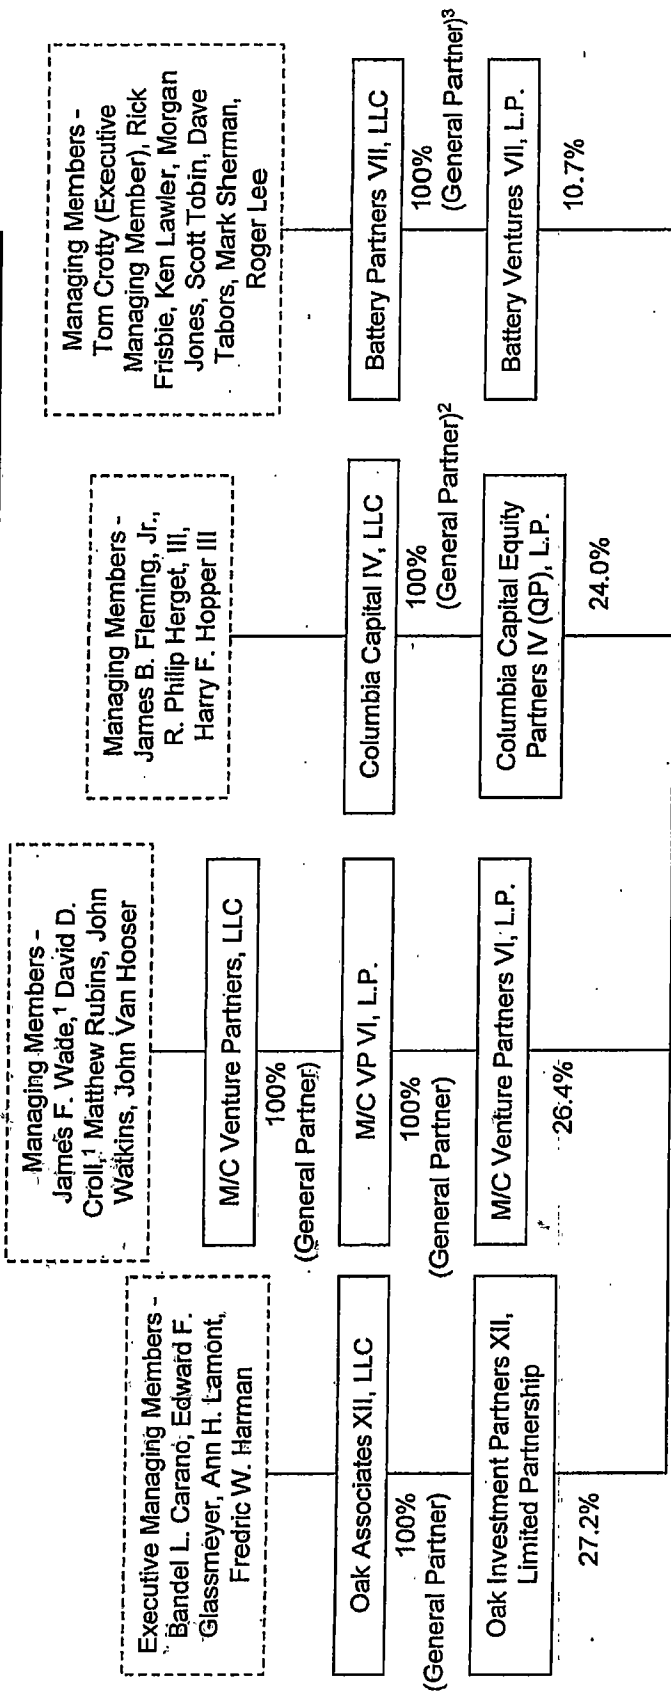 Executive Managing Members -
Bandel L. Carano, Edward F.
Glassmeyer, Ann H. Lamont,
Fredric W. Harman
Oak Associates XII, LLC
100%
(General Partner)
Oak Investment Partners XII,
Limited Partnership
27.2%
Managing Members -
James F. Wade,¹ David D.
Croll,¹ Matthew Rubins, John
Watkins, John Van Hooser
M/C Venture Partners, LLC
100%
(General Partner)
M/C VP VI, L.P.
100%
(General Partner)
M/C Venture Partners VI, L.P.
26.4%
Managing Members -
James B. Fleming, Jr.,
R. Philip Herget, III,
Harry F. Hopper III
Columbia Capital IV, LLC
100%
(General Partner)²
Columbia Capital Equity
Partners IV (QP), L.P.
24.0%
Managing Members -
Tom Crotty (Executive
Managing Member), Rick
Frisbie, Ken Lawler, Morgan
Jones, Scott Tobin, Dave
Tabors, Mark Sherman,
Roger Lee
Battery Partners VII, LLC
100%
(General Partner)³
Battery Ventures VII, L.P.
10.7%